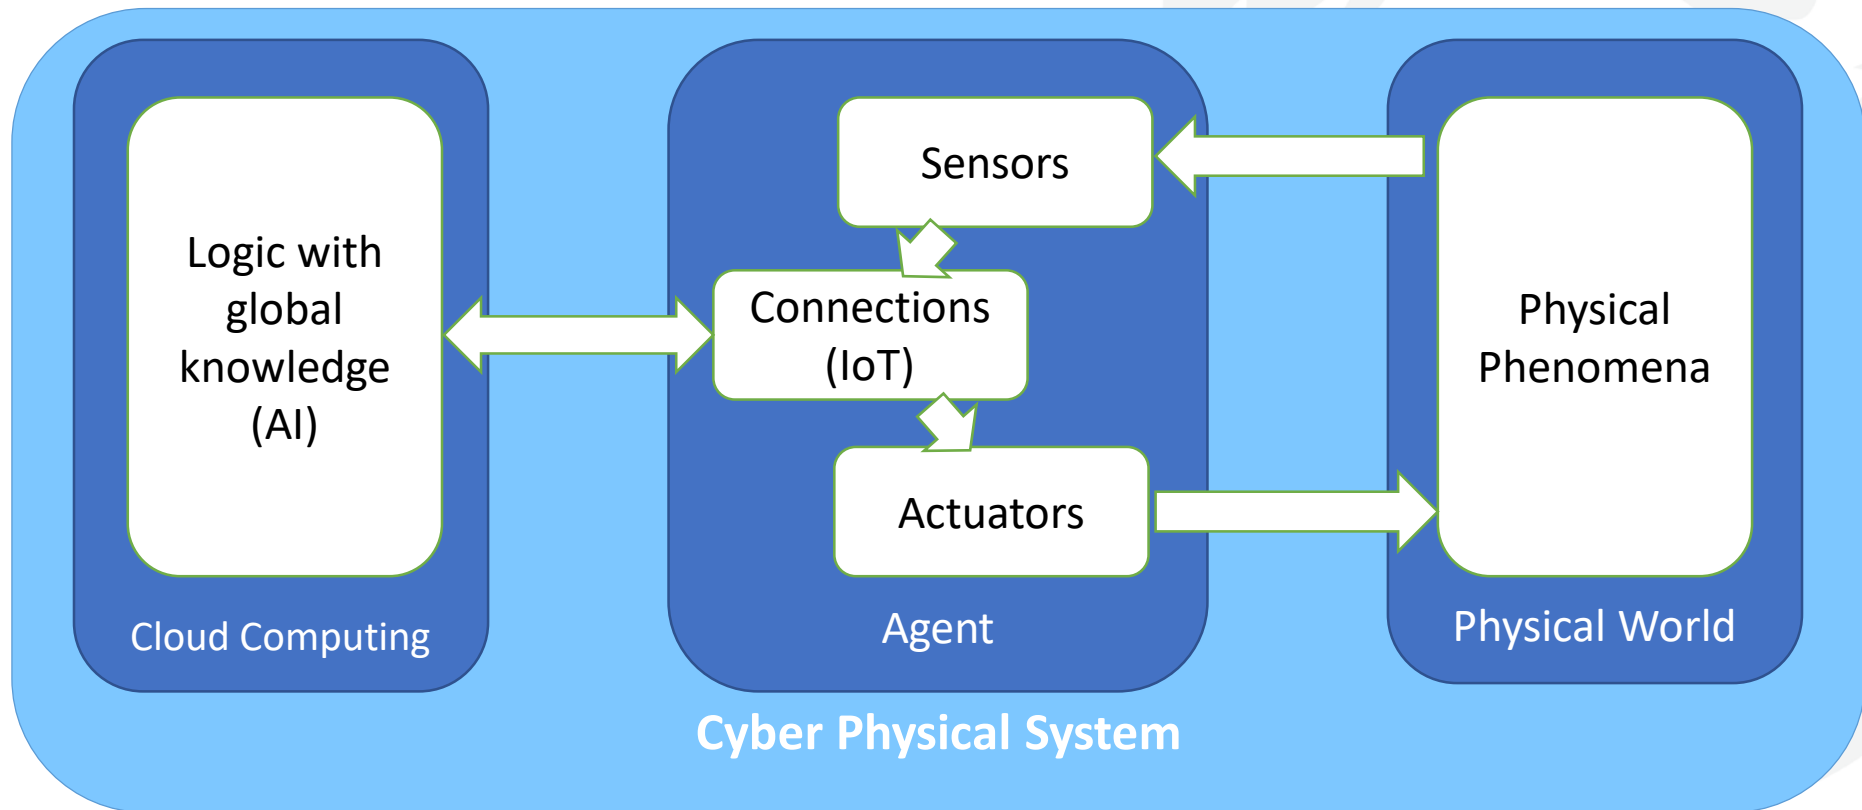 Logic with
global
knowledge
(AI)
Cloud Computing
Sensors
Connections
(IoT)
Actuators
Agent
Physical
Phenomena
Physical World
Cyber Physical System